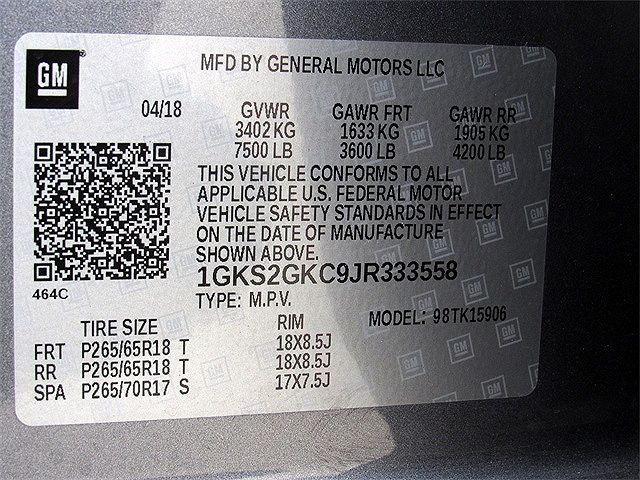 GM
MFD BY GENERAL MOTORS LLC
04/18 GVWR GAWR FRT GAWR RR
3402 KG 1633 KG 1905 KG
7500 LB 3600 LB 4200 LB
THIS VEHICLE CONFORMS TO ALL
APPLICABLE U.S. FEDERAL MOTOR
VEHICLE SAFETY STANDARDS IN EFFECT
ON THE DATE OF MANUFACTURE
SHOWN ABOVE.
464C
1GKS2GKC9JR333558
TYPE: M.P.V.
MODEL: 98TK15906
TIRE SIZE RIM
FRT P265/65R18 T 18X8.5J
RR P265/65R18 T 18X8.5J
SPA P265/70R17 S 17X7.5J